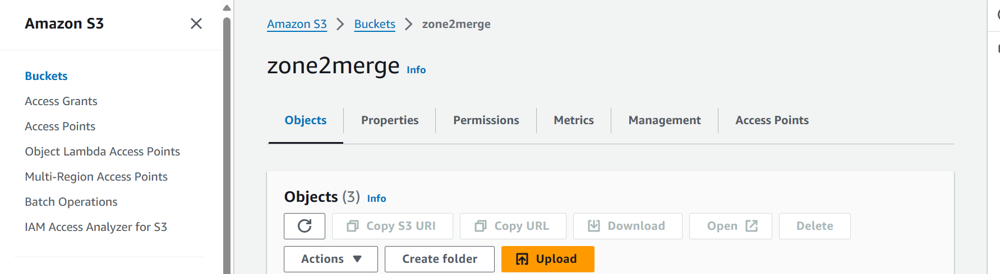 Amazon S3
Buckets
Access Grants
Access Points
Object Lambda Access Points
Multi-Region Access Points
Batch Operations
IAM Access Analyzer for S3
Amazon S3 > Buckets > zone2merge
zone2merge Info
Objects Properties Permissions Metrics Management Access Points
Objects (3) Info
Copy S3 URI Copy URL Download Open Delete
Actions Create folder Upload